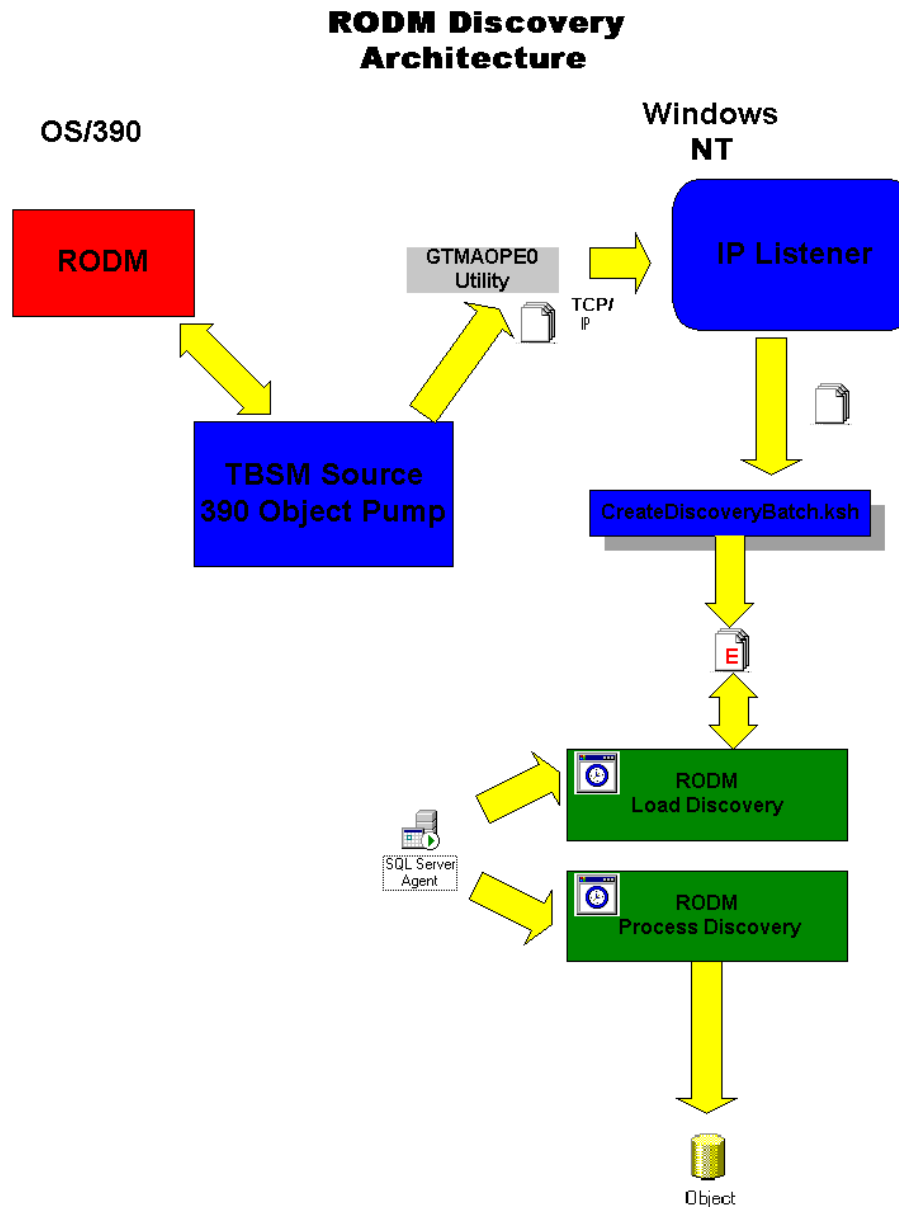 RODM Discovery
Architecture
OS/390
Windows
NT
RODM
GTMAOPE0
Utility
TCP/
IP
IP Listener
TBSM Source
390 Object Pump
CreateDiscoveryBatch.ksh
E
RODM
Load Discovery
SQL Server
Agent
RODM
Process Discovery
Object